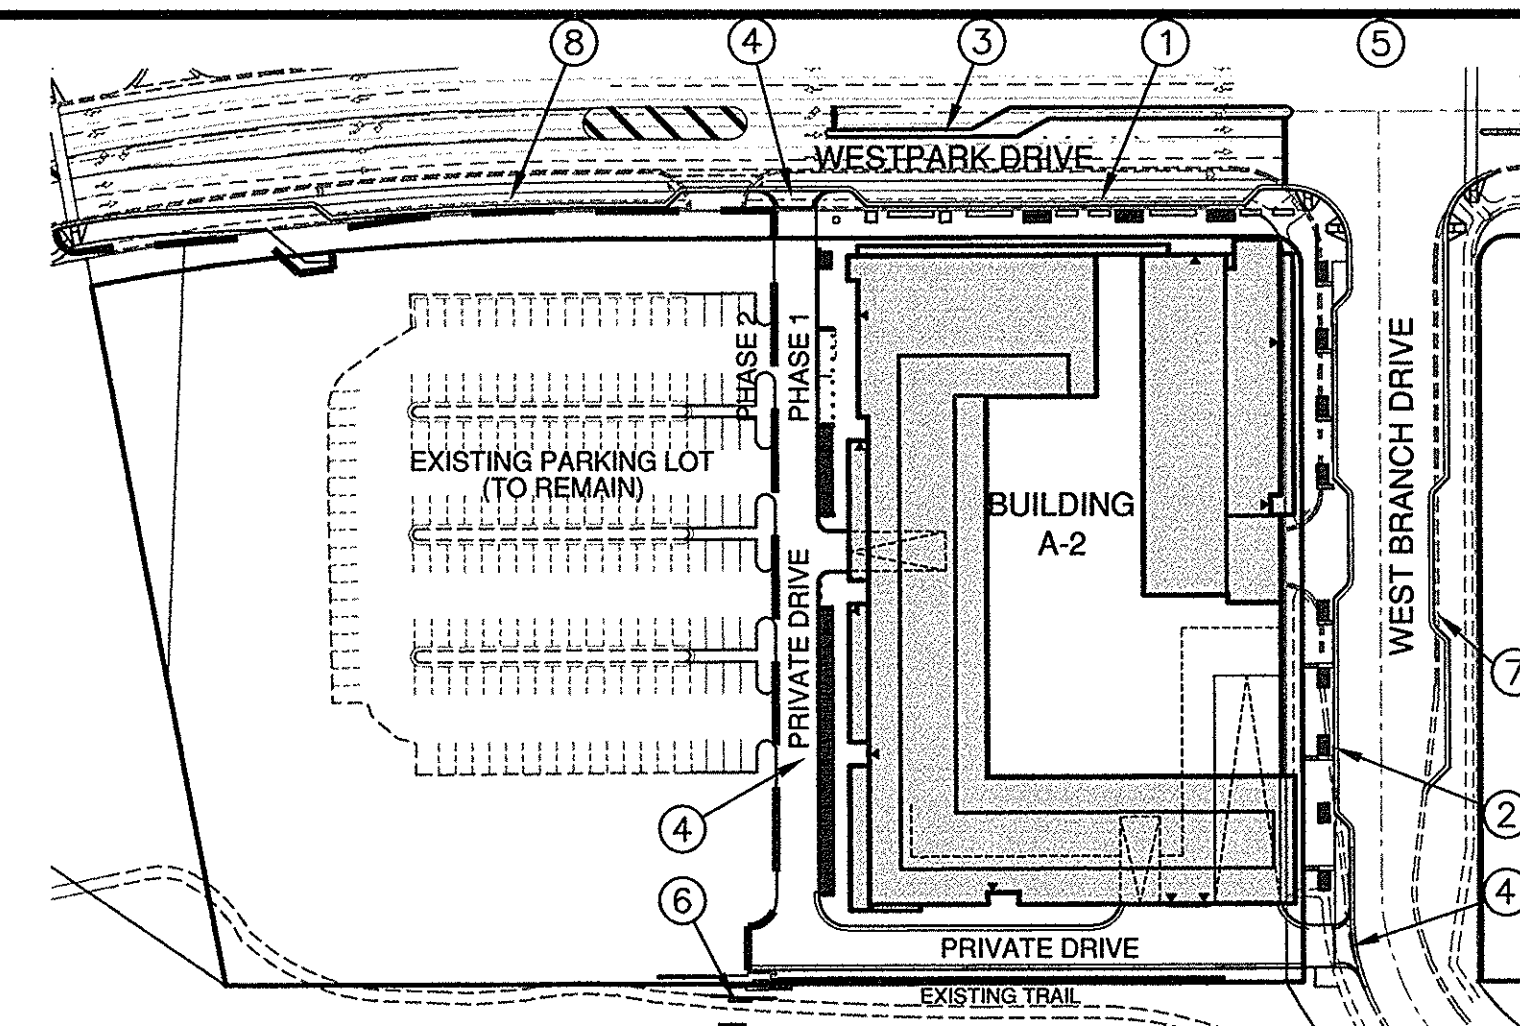 8
4
3
1
5
WESTPARK DRIVE
PHASE 2
PHASE 1
WEST BRANCH DRIVE
EXISTING PARKING LOT
(TO REMAIN)
BUILDING
A-2
PRIVATE DRIVE
7
4
2
6
4
PRIVATE DRIVE
EXISTING TRAIL